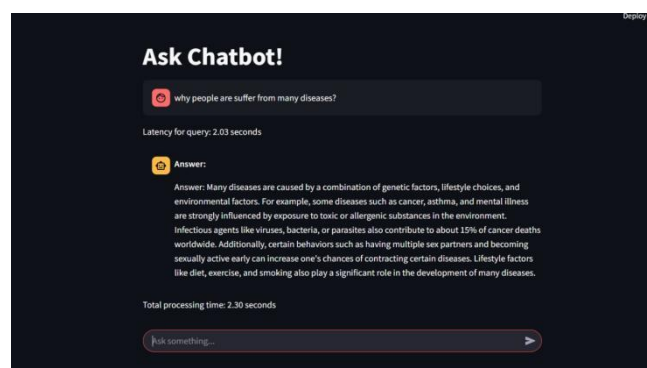 Deploy
Ask Chatbot!
why people are suffer from many diseases?
Latency for query: 2.03 seconds
Answer:
Answer: Many diseases are caused by a combination of genetic factors, lifestyle choices, and
environmental factors. For example, some diseases such as cancer, asthma, and mental illness
are strongly influenced by exposure to toxic or allergenic substances in the environment.
Infectious agents like viruses, bacteria, or parasites also contribute to about 15% of cancer deaths
worldwide. Additionally, certain behaviors such as having multiple sex partners and becoming
sexually active early can increase one's chances of contracting certain diseases. Lifestyle factors
like diet, exercise, and smoking also play a significant role in the development of many diseases.
Total processing time: 2.30 seconds
Ask something...